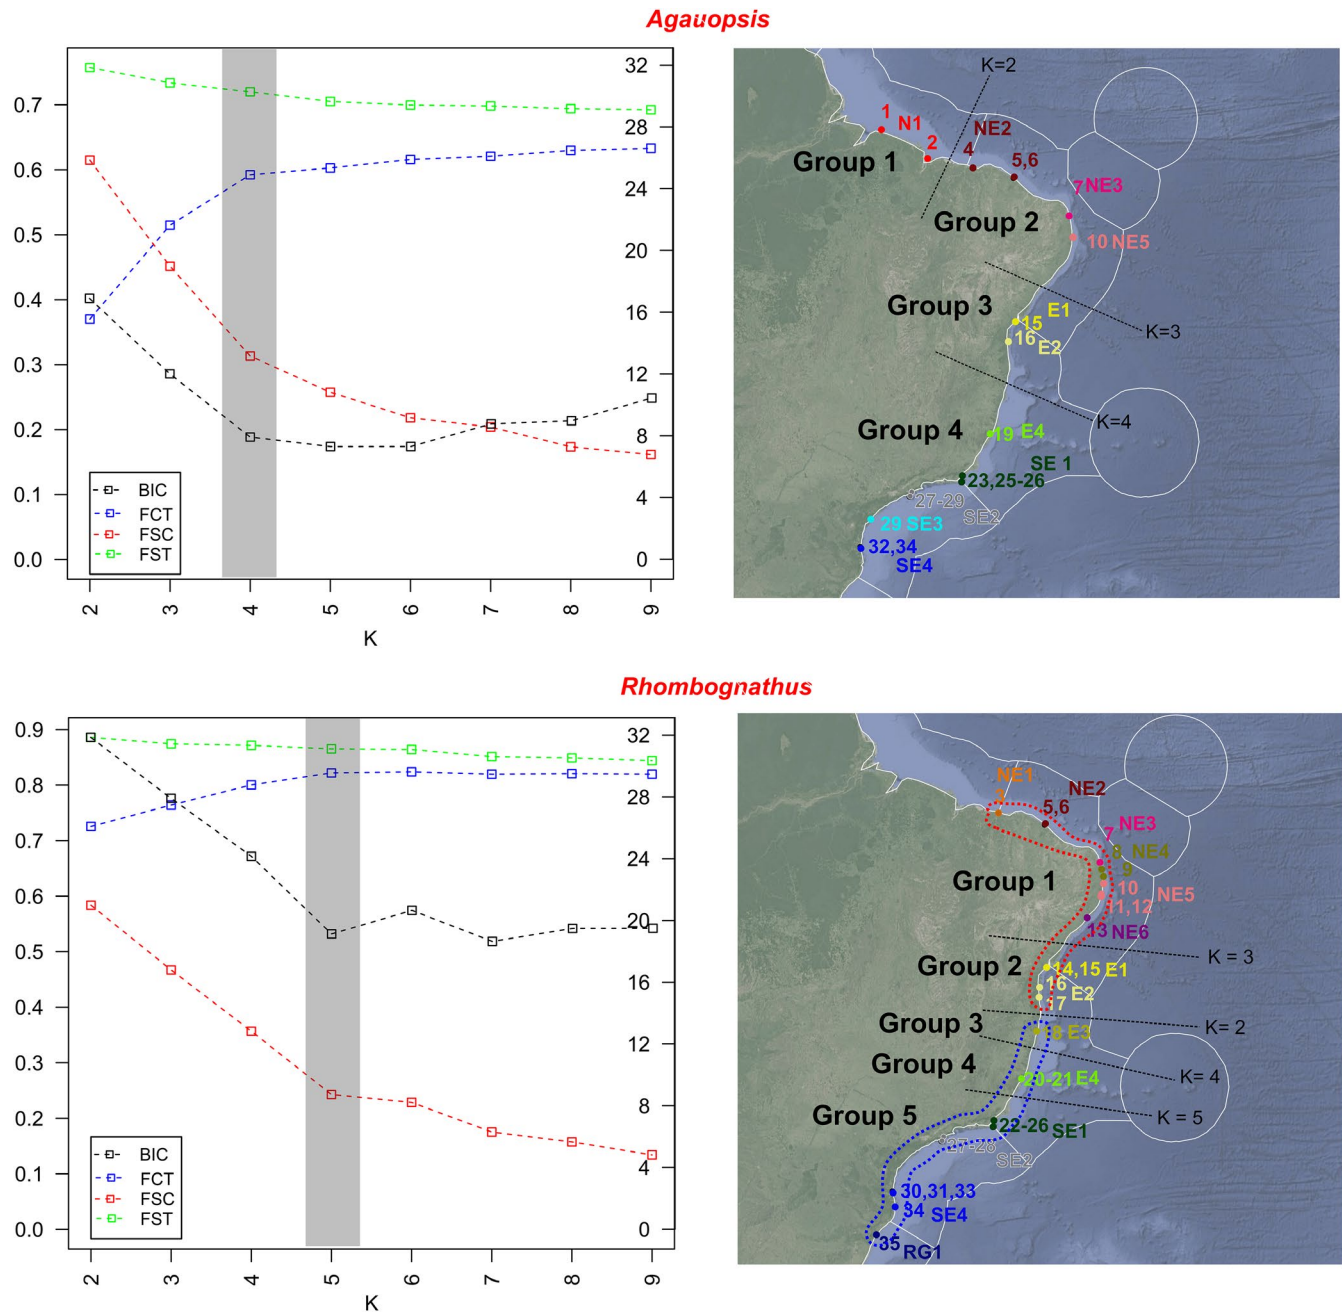 Agauopsis
0.7
0.6
0.5
0.4
0.3
0.2
0.1
0.0
32
28
24
20
16
12
8
4
0
BIC
FCT
FSC
FST
2 3 4 5 6 7 8 9
K
K=2
1 N1
2
NE2
4
5,6
Group 1
7 NE3
Group 2
10 NE5
Group 3
E1
15
16 E2
K=3
K=4
Group 4
19 E4
SE 1
23,25-26
27-29
SE2
29 SE3
32,34
SE4
Rhombognathus
0.9
0.8
0.7
0.6
0.5
0.4
0.3
0.2
0.1
0.0
32
28
24
20
16
12
8
4
0
BIC
FCT
FSC
FST
2 3 4 5 6 7 8 9
K
NE1
NE2
5,6
7 NE3
8 NE4
9
Group 1
10
NE5
11,12
13 NE6
K = 3
Group 2
14,15 E1
16
E2
17
Group 3
K= 2
18 E3
Group 4
K= 4
20-21 E4
Group 5
K = 5
22-26 SE1
27-28
SE2
30,31,33
34 SE4
35
RG1